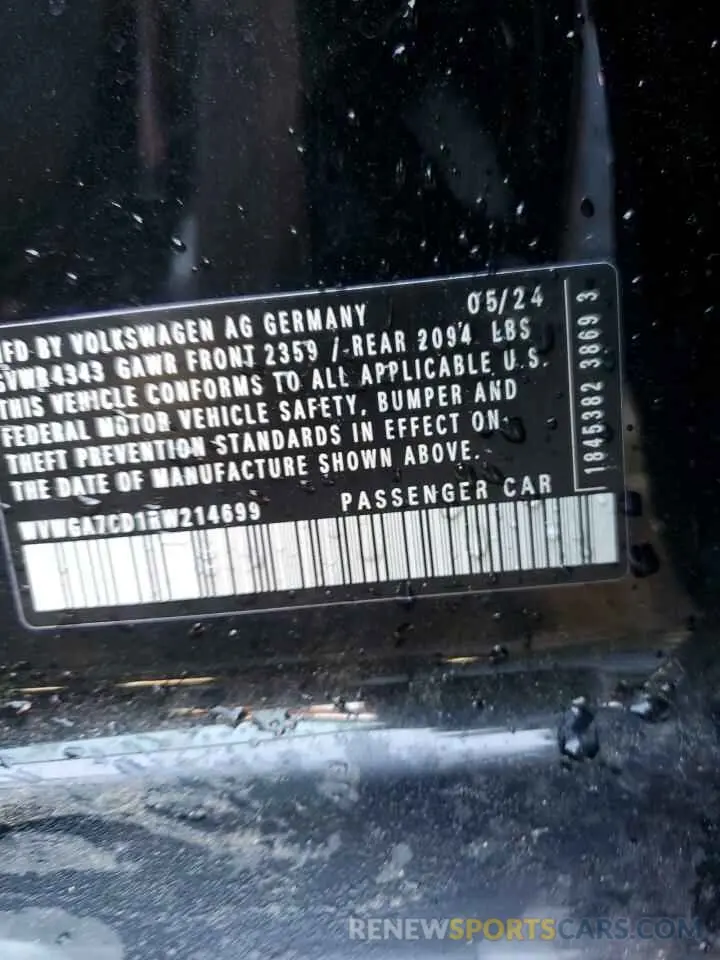 MFD BY VOLKSWAGEN AG GERMANY 05/24
GVWR4343 GAWR FRONT 2359 / REAR 2094 LBS
THIS VEHICLE CONFORMS TO ALL APPLICABLE U.S.
FEDERAL MOTOR VEHICLE SAFETY, BUMPER AND
THEFT PREVENTION STANDARDS IN EFFECT ON
THE DATE OF MANUFACTURE SHOWN ABOVE.
WVWGA7CD1RW214699 PASSENGER CAR
1845382 3869 3
RENEWSPORTSCARS.COM